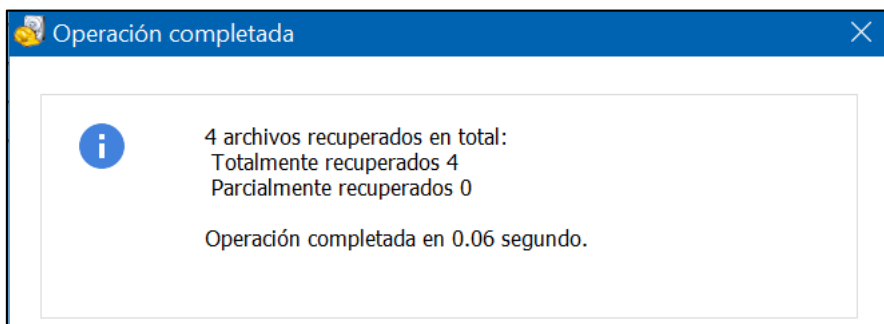 Operación completada
4 archivos recuperados en total:
Totalmente recuperados 4
Parcialmente recuperados 0
Operación completada en 0.06 segundo.